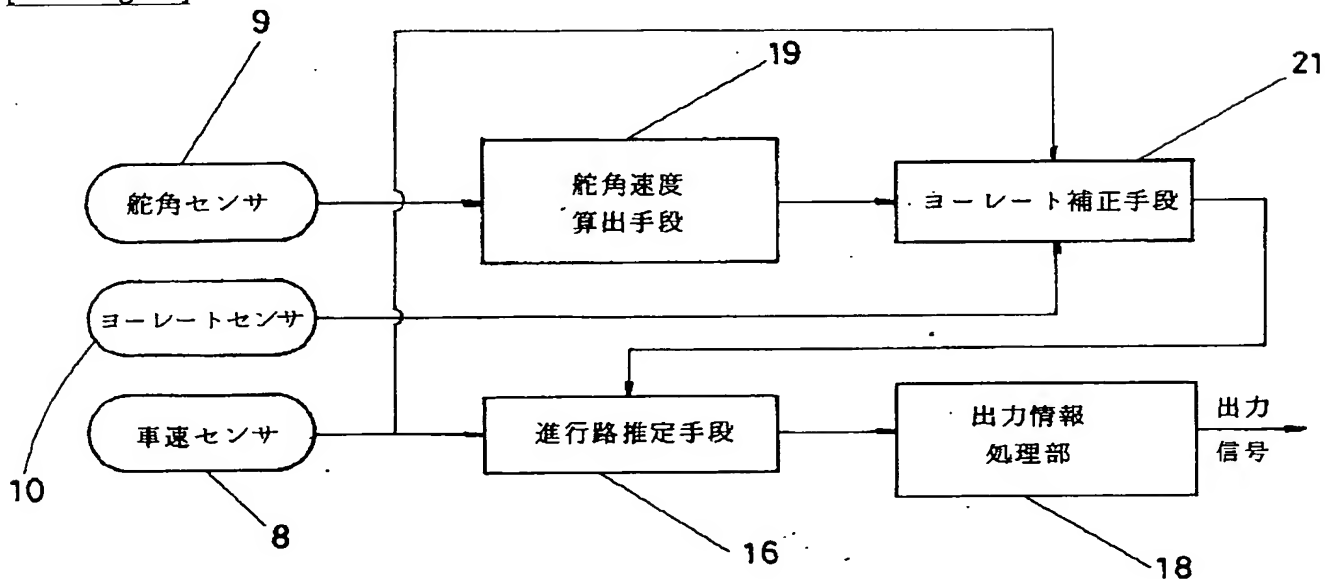 9
19
21
舵角センサ
舵角速度
算出手段
ヨーレート補正手段
ヨーレートセンサ
車速センサ
進行路推定手段
出力情報
処理部
出力
信号
10
8
16
18